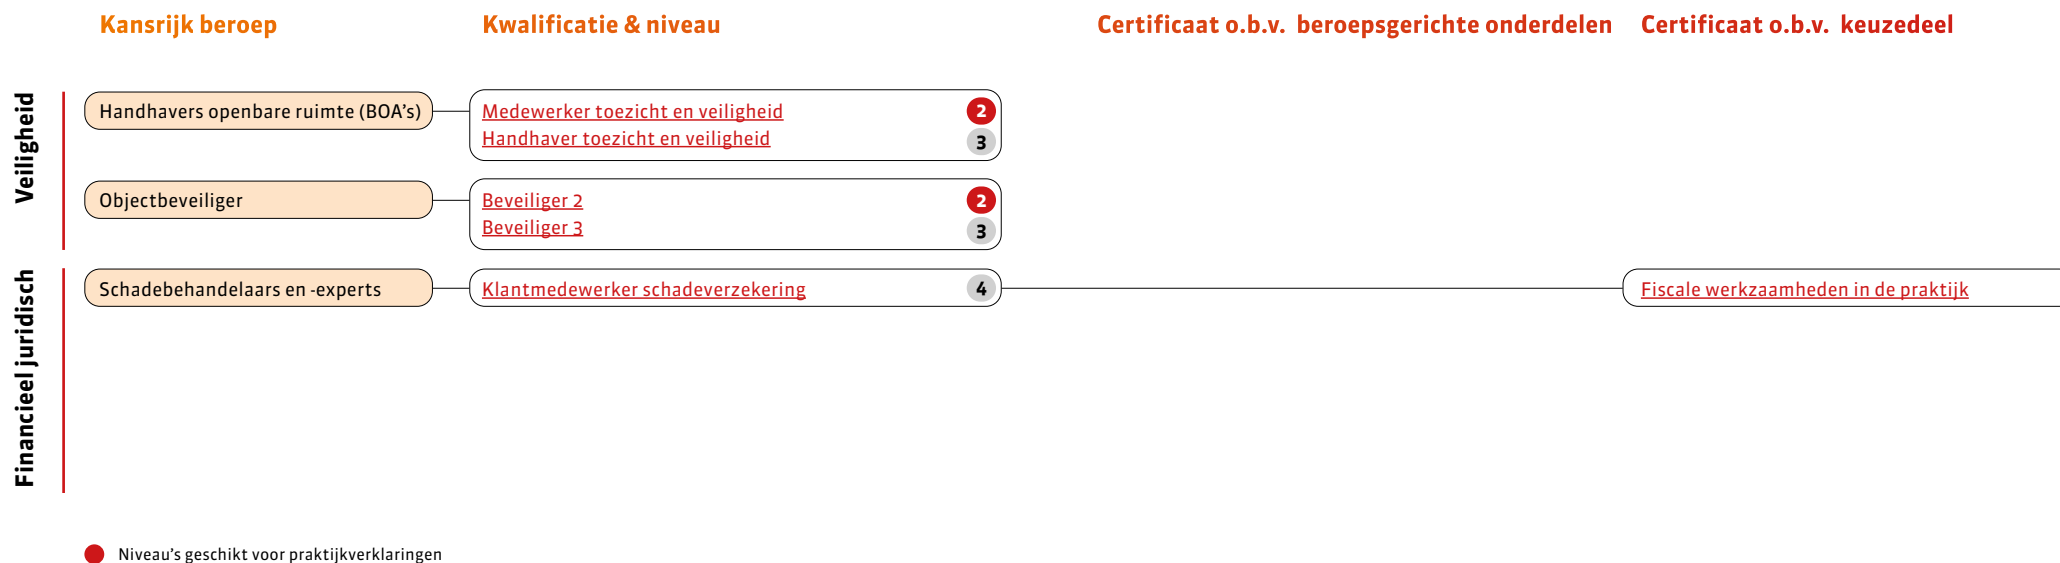 Kansrijk beroep
Kwalificatie & niveau
Certificaat o.b.v. beroepsgerichte onderdelen
Certificaat o.b.v. keuzedeel
Veiligheid
Handhavers openbare ruimte (BOA's)
Medewerker toezicht en veiligheid 2
Handhaver toezicht en veiligheid 3
Objectbeveiliger
Beveiliger 2 2
Beveiliger 3 3
Financieel juridisch
Schadebehandelaars en -experts
Klantmedewerker schadeverzekering 4
Fiscale werkzaamheden in de praktijk
Niveau's geschikt voor praktijkverklaringen